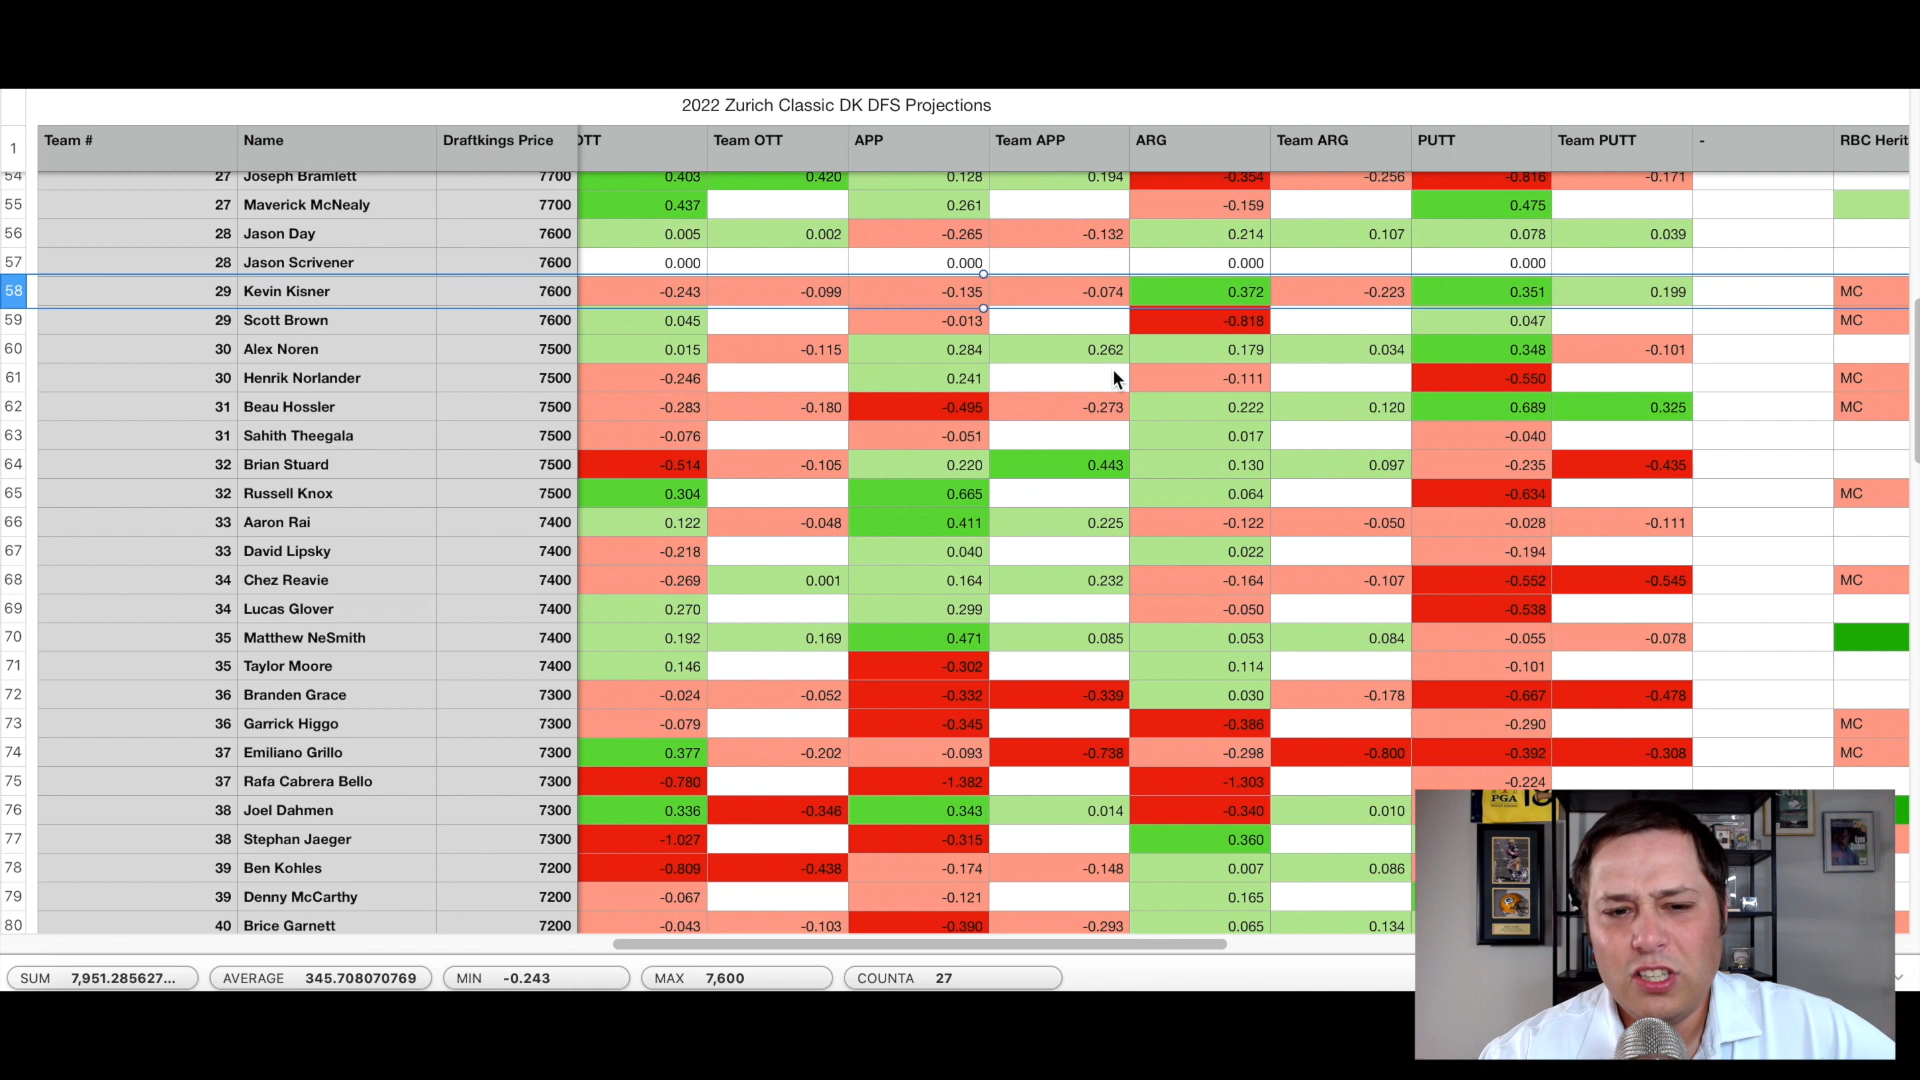 2022 Zurich Classic DK DFS Projections
1 Team # Name Draftkings Price OTT Team OTT APP Team APP ARG Team ARG PUTT Team PUTT - RBC Herit
54 27 Joseph Bramlett 7700 0.403 0.420 0.128 0.194 -0.354 -0.256 -0.816 -0.171
55 27 Maverick McNealy 7700 0.437 0.261 -0.159 0.475
56 28 Jason Day 7600 0.005 0.002 -0.265 -0.132 0.214 0.107 0.078 0.039
57 28 Jason Scrivener 7600 0.000 0.000 0.000 0.000
58 29 Kevin Kisner 7600 -0.243 -0.099 -0.135 -0.074 0.372 -0.223 0.351 0.199 MC
59 29 Scott Brown 7600 0.045 -0.013 -0.818 0.047 MC
60 30 Alex Noren 7500 0.015 -0.115 0.284 0.262 0.179 0.034 0.348 -0.101
61 30 Henrik Norlander 7500 -0.246 0.241 -0.111 -0.550 MC
62 31 Beau Hossler 7500 -0.283 -0.180 -0.495 -0.273 0.222 0.120 0.689 0.325 MC
63 31 Sahith Theegala 7500 -0.076 -0.051 0.017 -0.040
64 32 Brian Stuard 7500 -0.514 -0.105 0.220 0.443 0.130 0.097 -0.235 -0.435
65 32 Russell Knox 7500 0.304 0.665 0.064 -0.634 MC
66 33 Aaron Rai 7400 0.122 -0.048 0.411 0.225 -0.122 -0.050 -0.028 -0.111
67 33 David Lipsky 7400 -0.218 0.040 0.022 -0.194
68 34 Chez Reavie 7400 -0.269 0.001 0.164 0.232 -0.164 -0.107 -0.552 -0.545 MC
69 34 Lucas Glover 7400 0.270 0.299 -0.050 -0.538
70 35 Matthew NeSmith 7400 0.192 0.169 0.471 0.085 0.053 0.084 -0.055 -0.078
71 35 Taylor Moore 7400 0.146 -0.302 0.114 -0.101
72 36 Branden Grace 7300 -0.024 -0.052 -0.332 -0.339 0.030 -0.178 -0.667 -0.478
73 36 Garrick Higgo 7300 -0.079 -0.345 -0.386 -0.290 MC
74 37 Emiliano Grillo 7300 0.377 -0.202 -0.093 -0.738 -0.298 -0.800 -0.392 -0.308 MC
75 37 Rafa Cabrera Bello 7300 -0.780 -1.382 -1.303 -0.224
76 38 Joel Dahmen 7300 0.336 -0.346 0.343 0.014 -0.340 0.010
77 38 Stephan Jaeger 7300 -1.027 -0.315 0.360
78 39 Ben Kohles 7200 -0.809 -0.438 -0.174 -0.148 0.007 0.086
79 39 Denny McCarthy 7200 -0.067 -0.121 0.165
80 40 Brice Garnett 7200 -0.043 -0.103 -0.390 -0.293 0.065 0.134
SUM 7,951.285627... AVERAGE 345.708070769 MIN -0.243 MAX 7,600 COUNTA 27
PGA